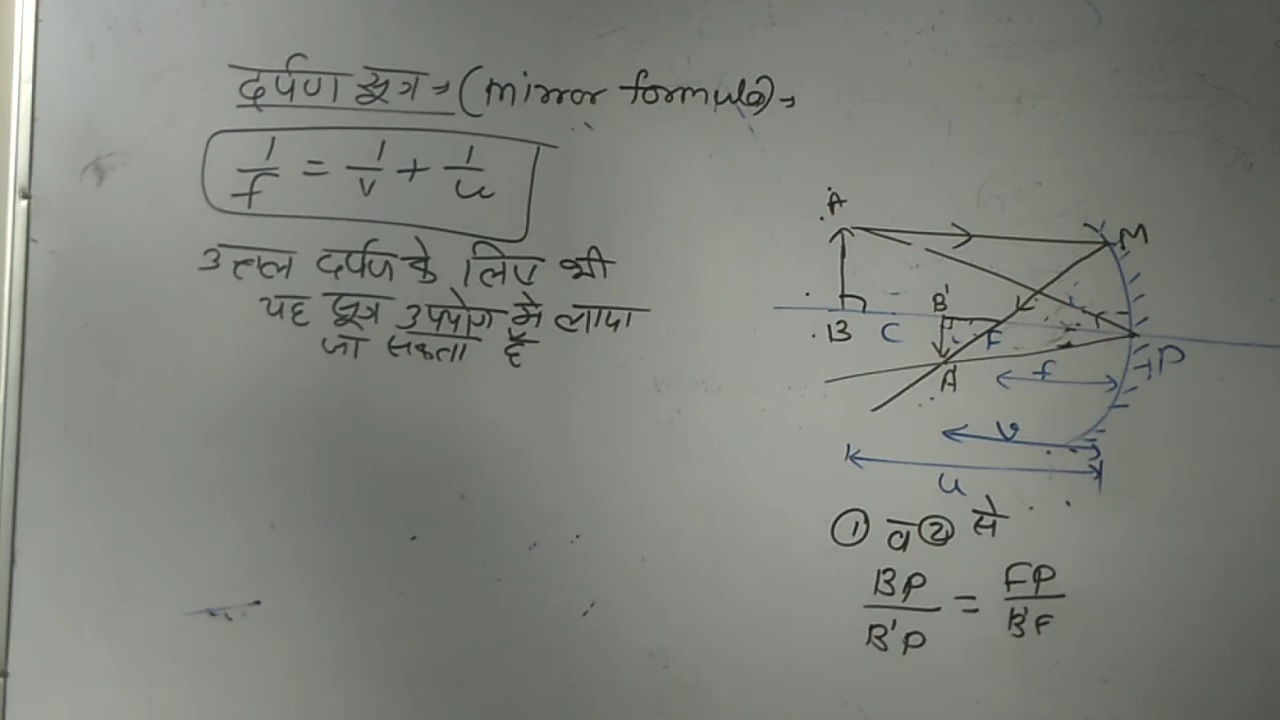 दर्पण सूत्र → (mirror formula) →
1/f = 1/v + 1/u
उत्तल दर्पण के लिए भी
यह सूत्र उपयोग मे लाया
जा सकता है
A
M
B'
B C F P
A'
f
v
u
① व ② से
BP/B'P = FP/B'F